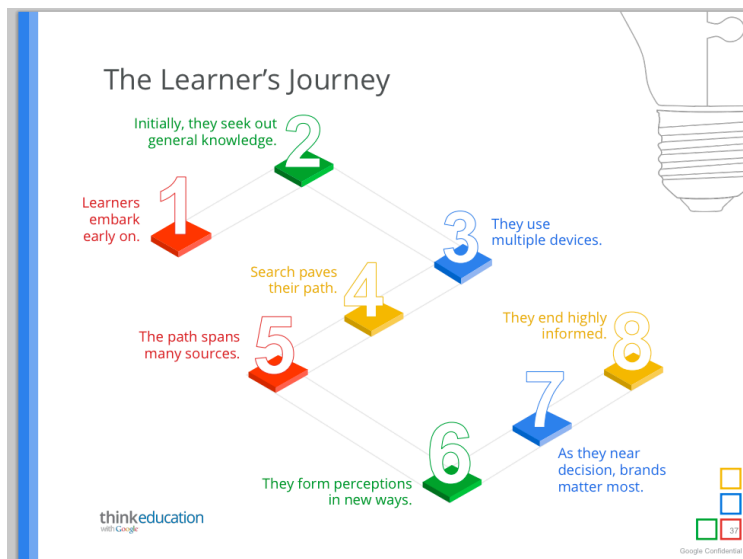 The Learner's Journey
1
Learners
embark
early on.
2
Initially, they seek out
general knowledge.
3
They use
multiple devices.
4
Search paves
their path.
5
The path spans
many sources.
6
They form perceptions
in new ways.
7
As they near
decision, brands
matter most.
8
They end highly
informed.
thinkeducation
with Google
37
Google Confidential